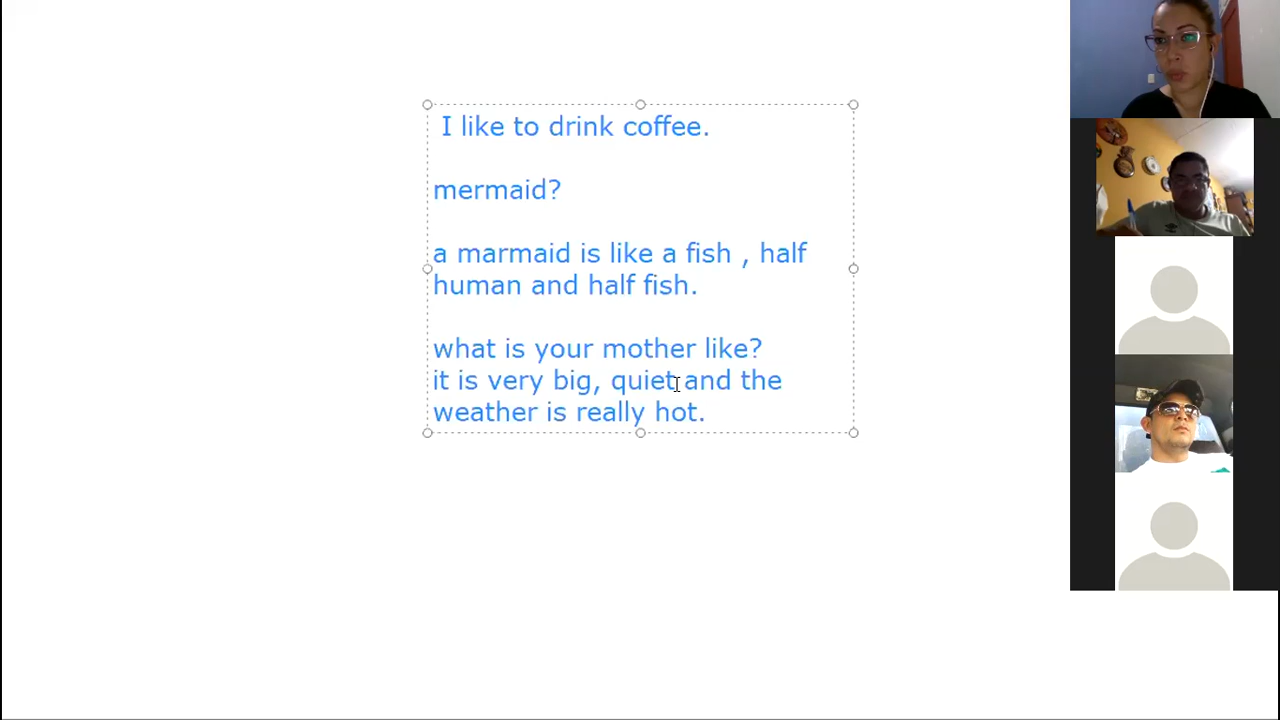 I like to drink coffee.
mermaid?
a marmaid is like a fish , half
human and half fish.
what is your mother like?
it is very big, quiet and the
weather is really hot.